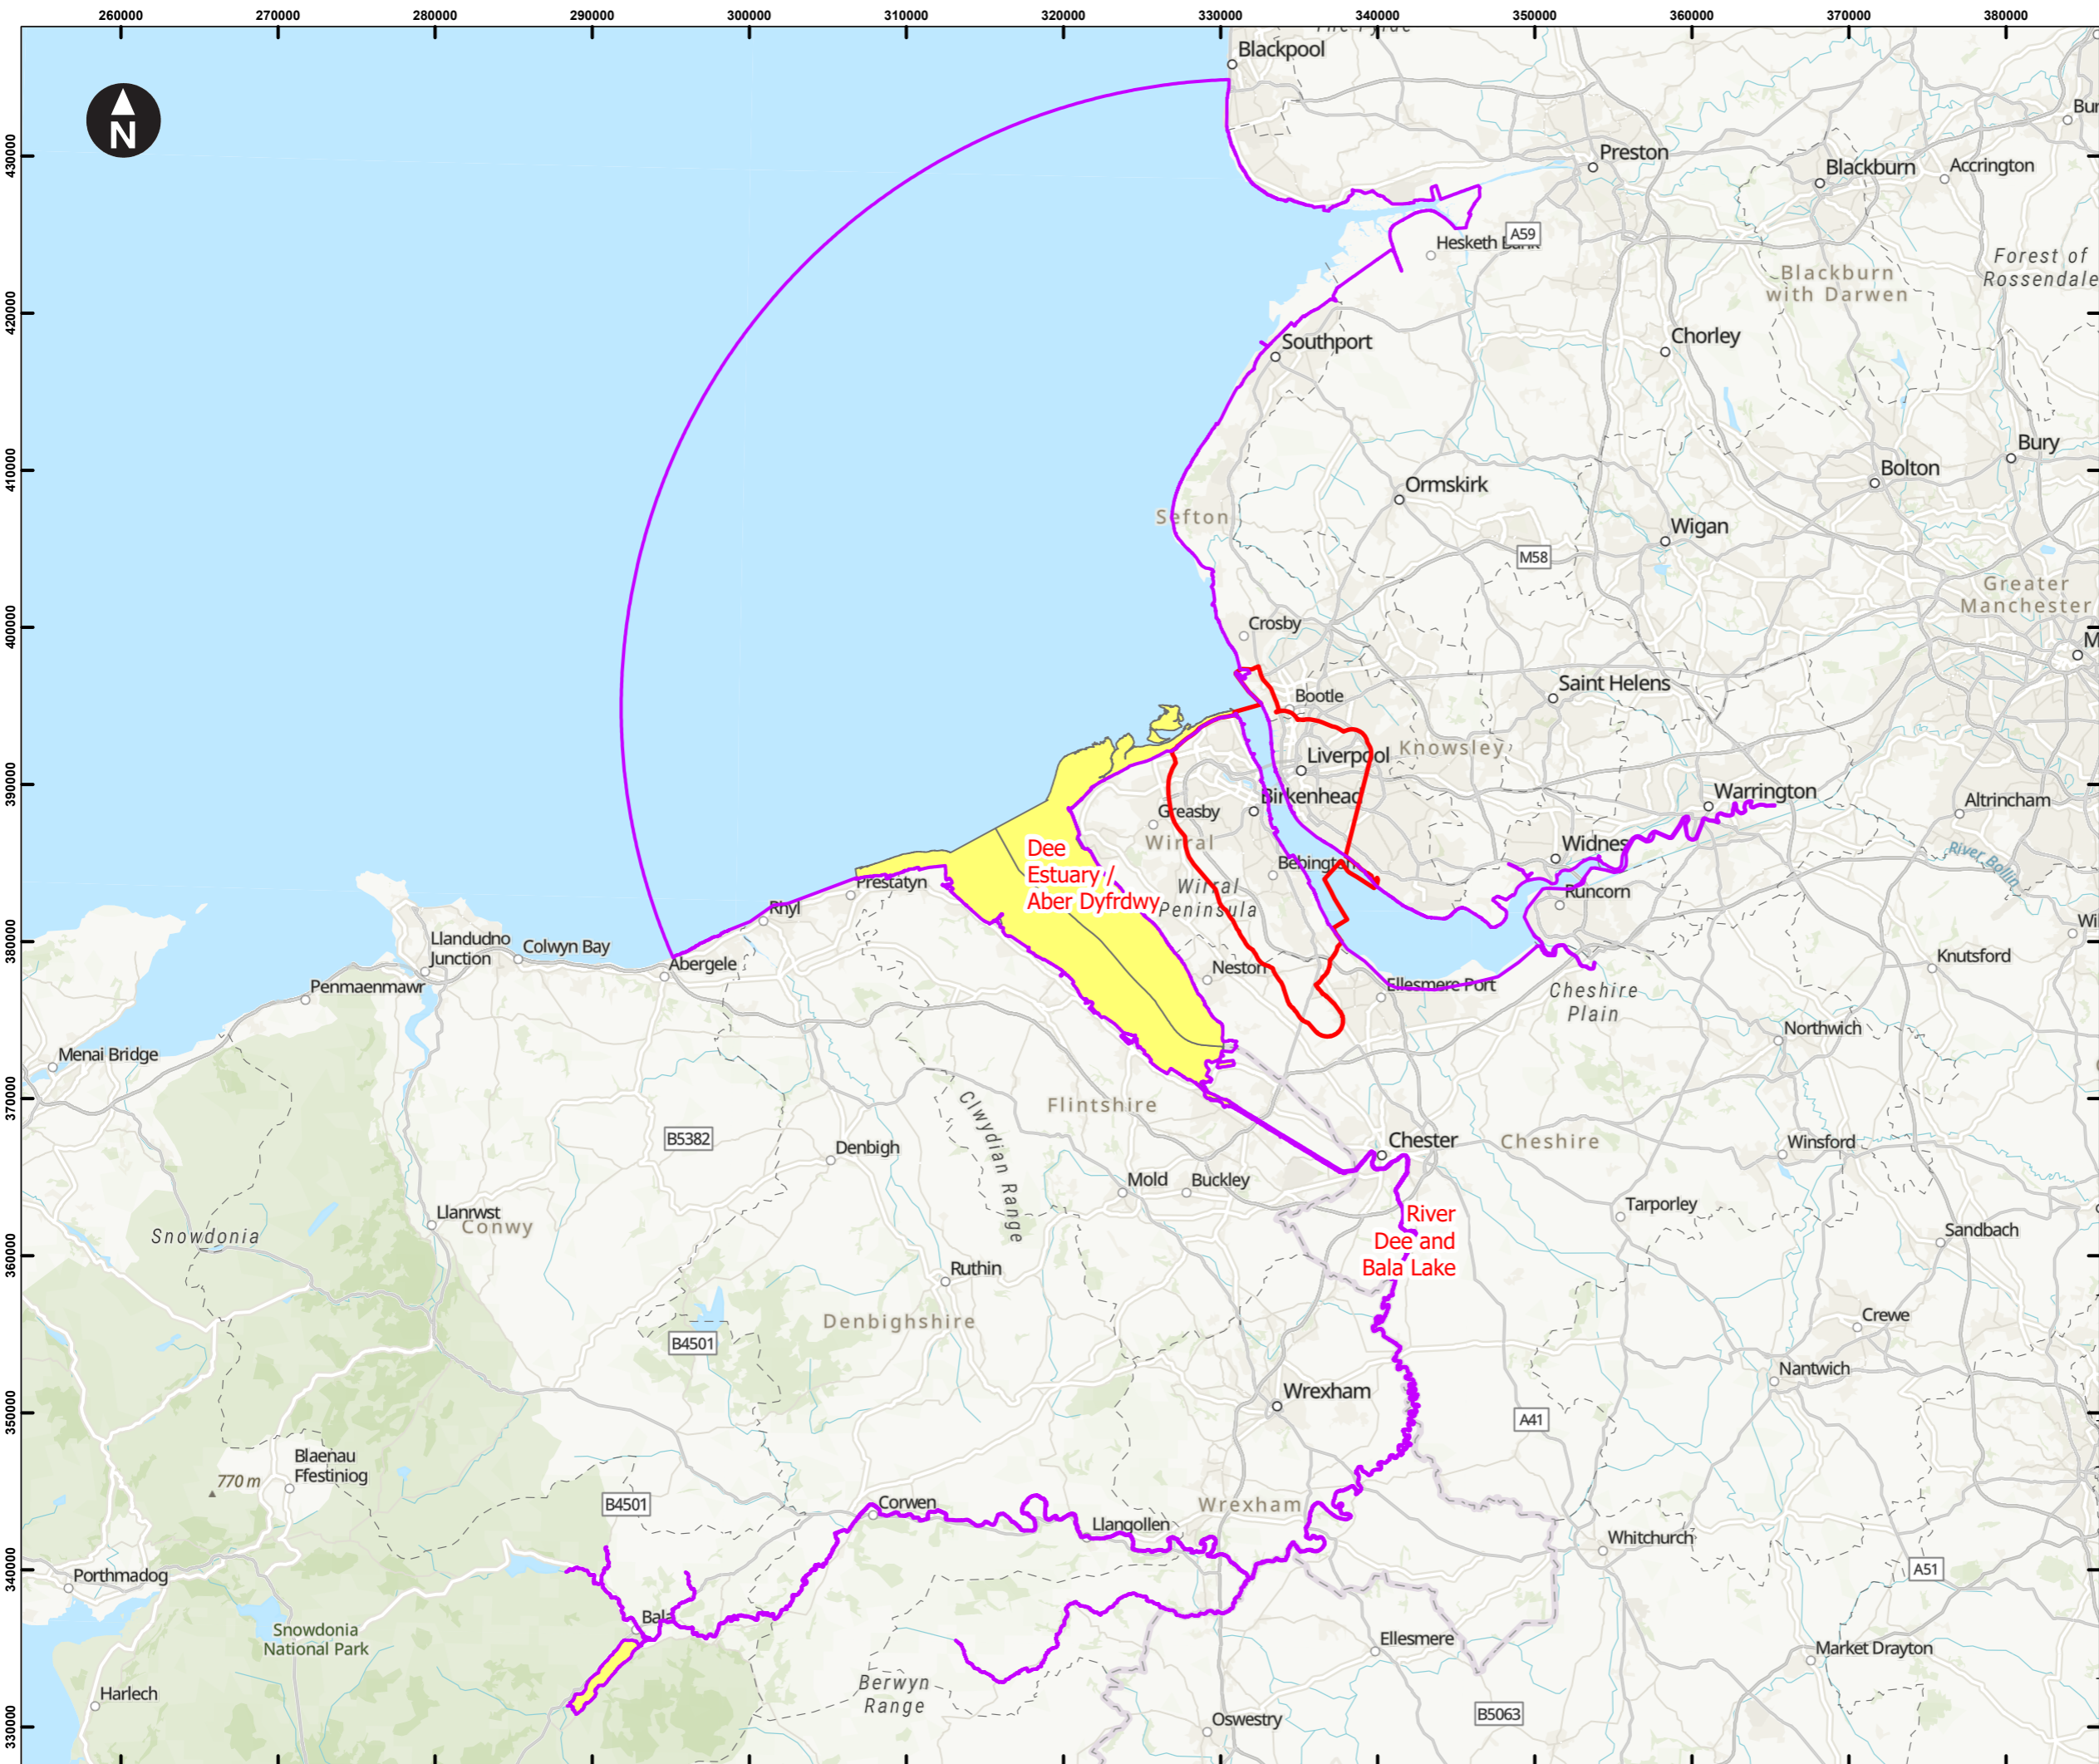 260000
270000
280000
290000
300000
310000
320000
330000
340000
350000
360000
370000
380000
430000
420000
410000
400000
390000
380000
370000
360000
350000
340000
330000
N
Blackpool
Preston
Blackburn
Accrington
Hesketh Bank
A59
Forest of
Rossendale
Blackburn
with Darwen
Southport
Chorley
Bury
Bolton
Ormskirk
Sefton
Wigan
M58
Greater
Manchester
Crosby
Saint Helens
Bootle
Knowsley
Liverpool
Birkenhead
Warrington
Altrincham
Greasby
Wirral
Widnes
River Bollin
Bebington
Dee
Estuary /
Aber Dyfrdwy
Wirral
Peninsula
Runcorn
Prestatyn
Rhyl
Llandudno
Junction
Colwyn Bay
Abergele
Knutsford
Neston
Penmaenmawr
Ellesmere Port
Cheshire
Plain
Northwich
Menai Bridge
Flintshire
Clwydian Range
B5382
Denbigh
Chester
Cheshire
Winsford
Mold
Buckley
Tarporley
Llanrwst
Conwy
Snowdonia
River
Dee and
Bala Lake
Sandbach
Ruthin
Denbighshire
B4501
Crewe
Nantwich
Wrexham
A41
Blaenau
Ffestiniog
770 m
B4501
Corwen
Wrexham
Llangollen
Whitchurch
Porthmadog
A51
Bala
Snowdonia
National Park
Ellesmere
Market Drayton
Berwyn
Range
Harlech
Oswestry
B5063